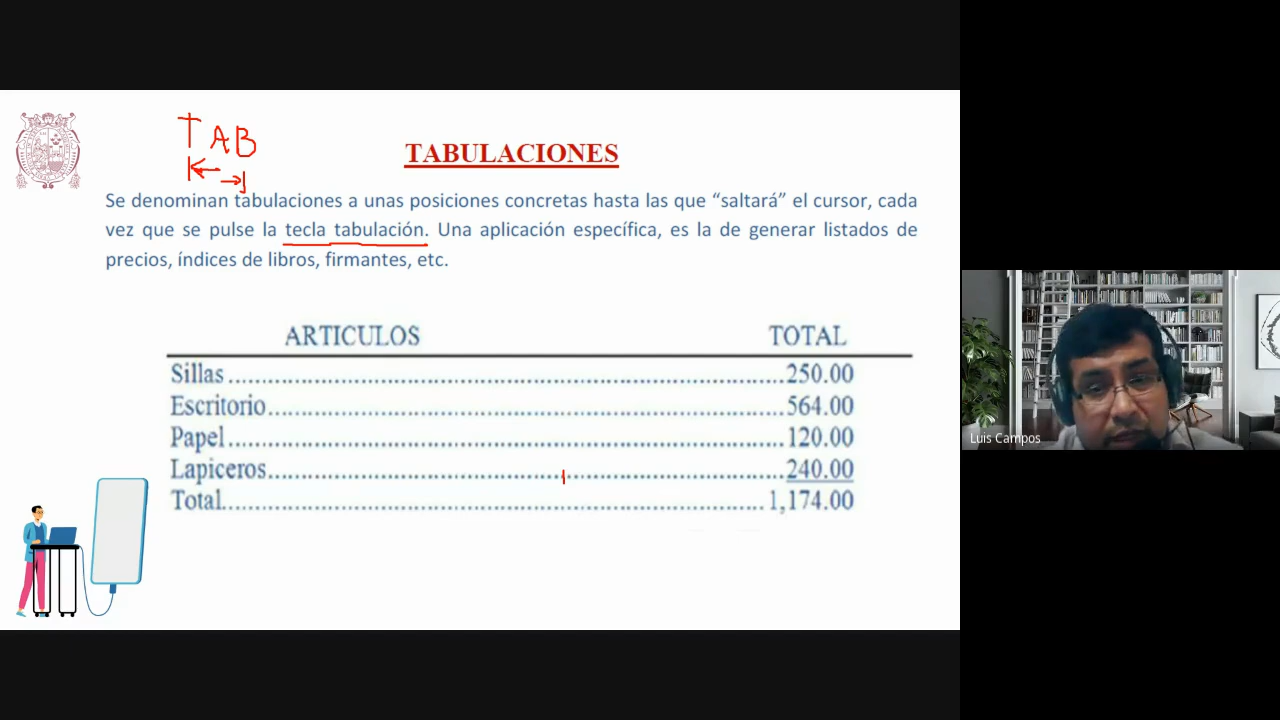 TAB
TABULACIONES
Se denominan tabulaciones a unas posiciones concretas hasta las que “saltará” el cursor, cada
vez que se pulse la tecla tabulación. Una aplicación específica, es la de generar listados de
precios, índices de libros, firmantes, etc.
ARTICULOS TOTAL
Sillas........................................................................................250.00
Escritorio..................................................................................564.00
Papel........................................................................................120.00
Lapiceros..................................................................................240.00
Total......................................................................................1,174.00
Luis Campos